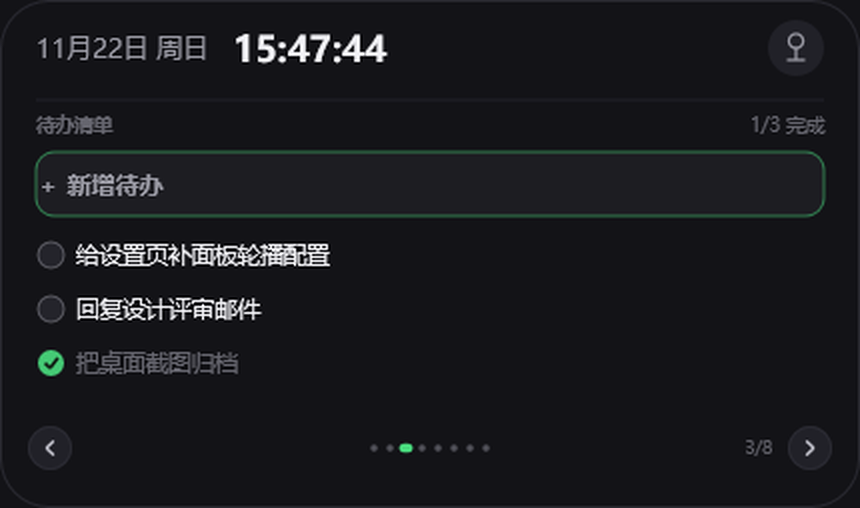 11月22日 周日 15:47:44
待办清单 1/3 完成
+ 新增待办
给设置页补面板轮播配置
回复设计评审邮件
把桌面截图归档
3/8